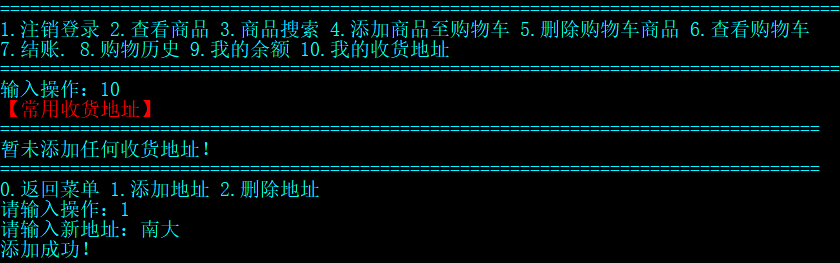 ====================================================================================
1.注销登录 2.查看商品 3.商品搜索 4.添加商品至购物车 5.删除购物车商品 6.查看购物车
7.结账. 8.购物历史 9.我的余额 10.我的收货地址
====================================================================================
输入操作：10
【常用收货地址】
==================================================================================
暂未添加任何收货地址！
==================================================================================
0.返回菜单 1.添加地址 2.删除地址
请输入操作：1
请输入新地址：南大
添加成功！